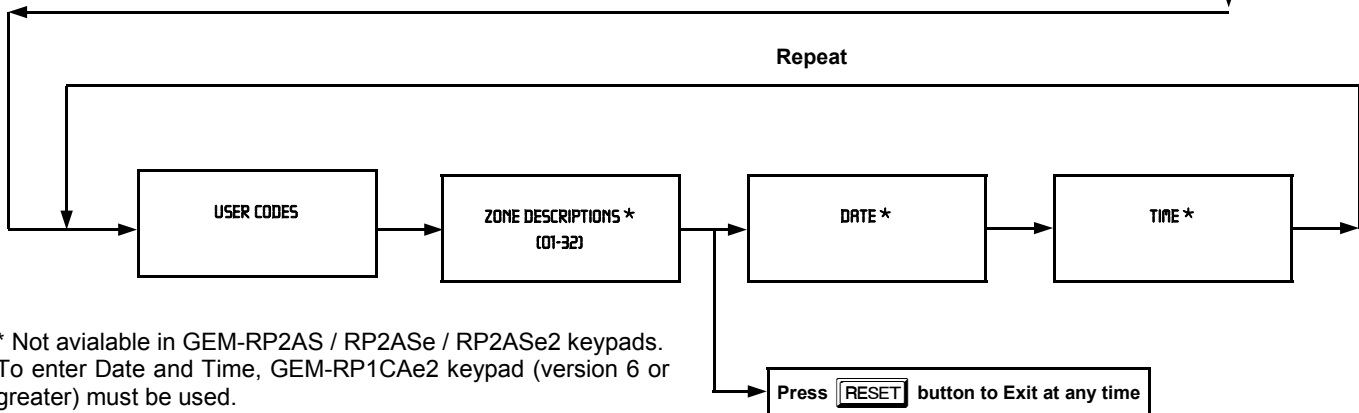 Repeat
USER CODES
ZONE DESCRIPTIONS *
(01-32)
DATE *
TIME *
* Not avialable in GEM-RP2AS / RP2ASe / RP2ASe2 keypads.
To enter Date and Time, GEM-RP1CAe2 keypad (version 6 or
greater) must be used.
Press RESET button to Exit at any time